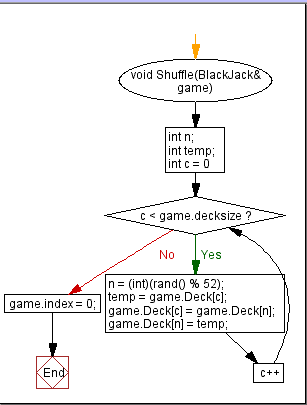 void Shuffle(BlackJack&
game)
int n;
int temp;
int c = 0
c < game.decksize ?
No
Yes
n = (int)(rand() % 52);
temp = game.Deck[c];
game.Deck[c] = game.Deck[n];
game.Deck[n] = temp;
game.index = 0;
End
c++